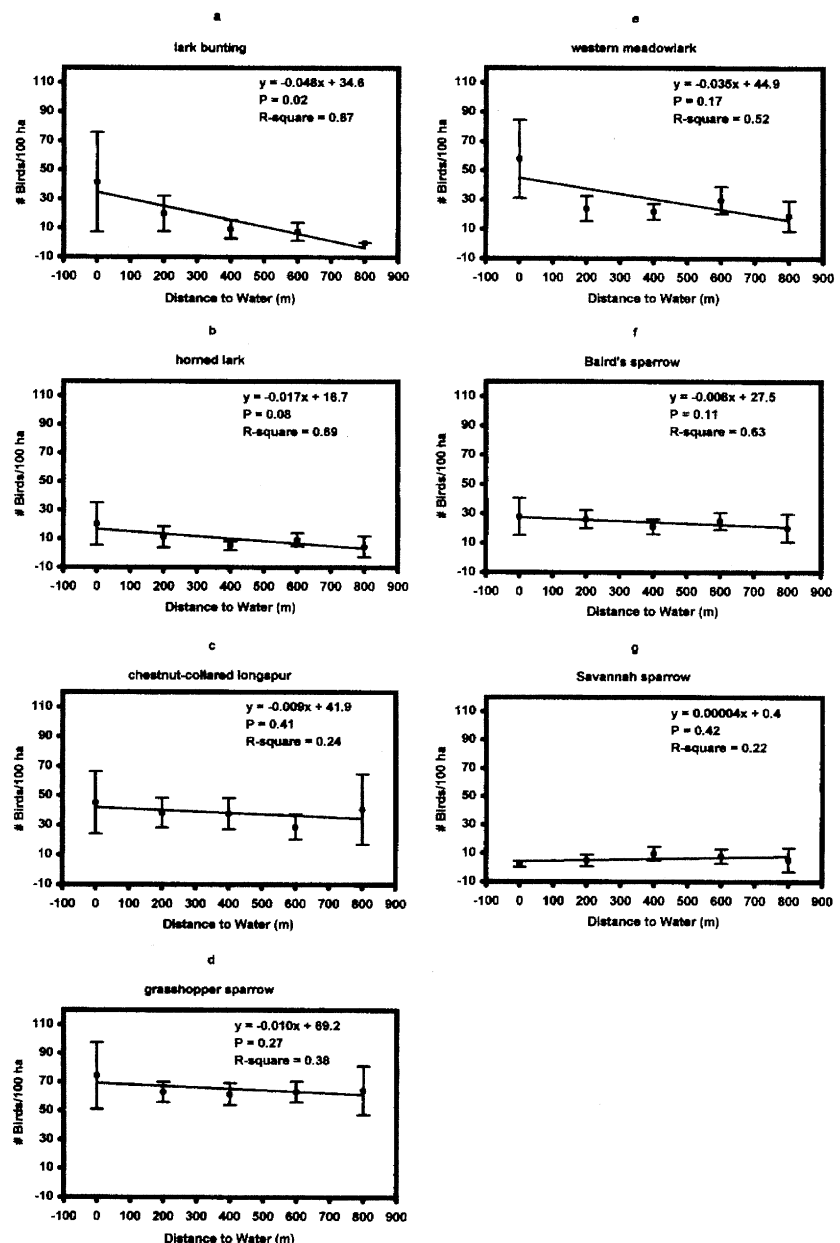 a
lark bunting
y = -0.048x + 34.6
P = 0.02
R-square = 0.87
# Birds/100 ha
110
90
70
50
30
10
-10
-100 0 100 200 300 400 500 600 700 800 900
Distance to Water (m)
b
horned lark
y = -0.017x + 16.7
P = 0.08
R-square = 0.69
# Birds/100 ha
110
90
70
50
30
10
-10
-100 0 100 200 300 400 500 600 700 800 900
Distance to Water (m)
c
chestnut-collared longspur
y = -0.009x + 41.9
P = 0.41
R-square = 0.24
# Birds/100 ha
110
90
70
50
30
10
-10
-100 0 100 200 300 400 500 600 700 800 900
Distance to Water (m)
d
grasshopper sparrow
y = -0.010x + 69.2
P = 0.27
R-square = 0.38
# Birds/100 ha
110
90
70
50
30
10
-10
-100 0 100 200 300 400 500 600 700 800 900
Distance to Water (m)
e
western meadowlark
y = -0.035x + 44.9
P = 0.17
R-square = 0.52
# Birds/100 ha
110
90
70
50
30
10
-10
-100 0 100 200 300 400 500 600 700 800 900
Distance to Water (m)
f
Baird's sparrow
y = -0.008x + 27.5
P = 0.11
R-square = 0.63
# Birds/100 ha
110
90
70
50
30
10
-10
-100 0 100 200 300 400 500 600 700 800 900
Distance to Water (m)
g
Savannah sparrow
y = 0.00004x + 0.4
P = 0.42
R-square = 0.22
# Birds/100 ha
110
90
70
50
30
10
-10
-100 0 100 200 300 400 500 600 700 800 900
Distance to Water (m)